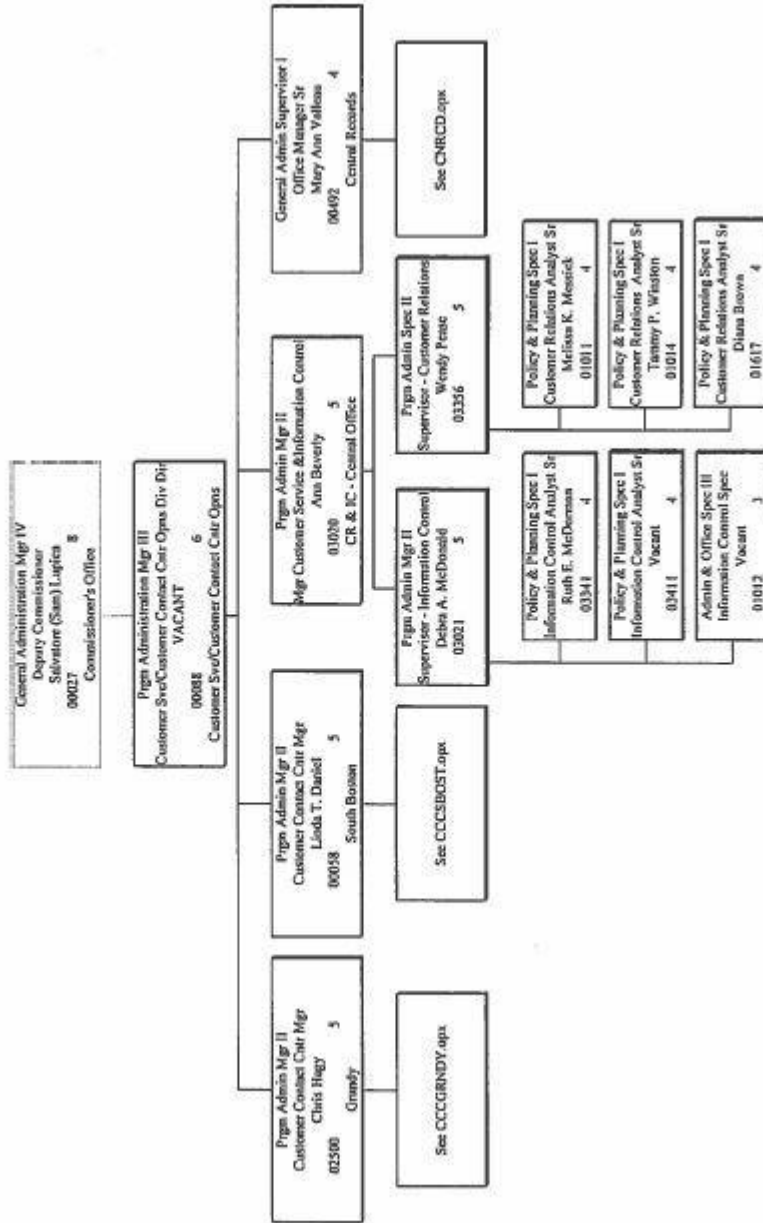 General Administration Mgr IV
Deputy Commissioner
Salvatore (Sam) Lupica
00027 8
Commissioner's Office
Prgm Administration Mgr III
Customer Svc/Customer Contact Cntr Opns Div Dir
VACANT
00088 6
Customer Svc/Customer Contact Cntr Opns
Prgm Admin Mgr II
Customer Contact Cntr Mgr
Chris Hagy
02500 5
Grundy
See CCCGRNDY.opx
Prgm Admin Mgr II
Customer Contact Cntr Mgr
Linda T. Daniel
00058 5
South Boston
See CCCSBOST.opx
Prgm Admin Mgr II
Mgr Customer Service &Information Control
Ann Beverly
03020 5
CR & IC - Central Office
Prgm Admin Mgr II
Supervisor - Information Control
Debra A. McDonald
03021 5
Policy & Planning Spec I
Information Control Analyst Sr
Ruth E. McDorman
03341 4
Policy & Planning Spec I
Information Control Analyst Sr
Vacant
03411 4
Admin & Office Spec III
Information Control Spec
Vacant
01012 3
Prgm Admin Spec II
Supervisor - Customer Relations
Wendy Pease
03356 5
Policy & Planning Spec I
Customer Relations Analyst Sr
Melissa K. Messick
01011 4
Policy & Planning Spec I
Customer Relations Analyst Sr
Tammy P. Winston
01014 4
Policy & Planning Spec I
Customer Relations Analyst Sr
Diana Brown
01617 4
General Admin Supervisor I
Office Manager Sr
Mary Ann
00492 4
Central Records
See CNRCD.opx